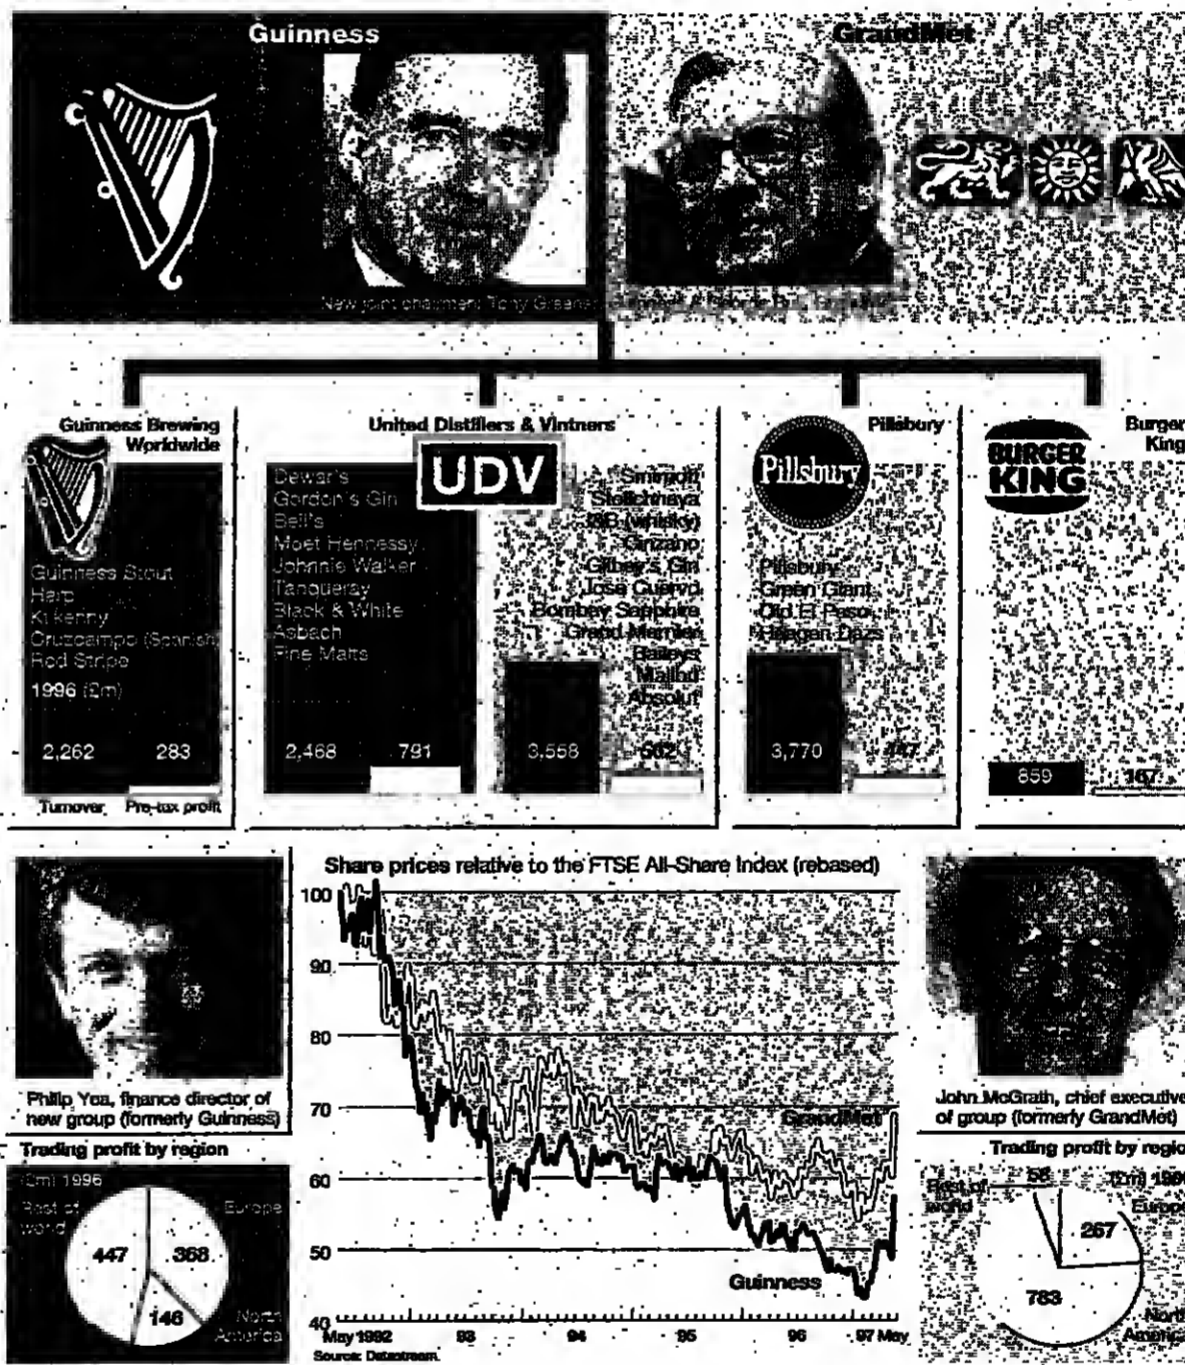 Guinness
GrandMet
New joint chairmen: Tony Greener
Guinness Brewing
Worldwide
Guinness Stout
Harp
Kilkenny
Cruzcampo (Spanish
Red Stripe
1996 (£m)
2,262 283
Turnover Pre-tax profit
United Distillers & Vintners
UDV
Dewar's
Gordon's Gin
Bell's
Moet Hennessy
Johnnie Walker
Tanqueray
Black & White
Asbach
Pine Malts
2,468 791
Smirnoff
Stolichnaya
J&B (whisky)
Cinzano
Gilbey's Gin
Jose Cuervo
Bombay Sapphire
Grand Marnier
Baileys
Malibu
Absolut
3,558
Pillsbury
Pillsbury
Pillsbury
Green Giant
Old El Paso
Haagen Dazs
3,770 447
Burger
King
BURGER
KING
859 167
Philip Yea, finance director of
new group (formerly Guinness)
Trading profit by region
(£m) 1996
Rest of
world
Europe
447 368
146
North
America
Share prices relative to the FTSE All-Share Index (rebased)
100
90
80
70
60
50
40
GrandMet
Guinness
May 1992 93 94 95 96 97 May
Source: Datastream
John McGrath, chief executive
of group (formerly GrandMet)
Trading profit by regio
Rest of
world
58
(£m) 199
Europe
267
783
North
America